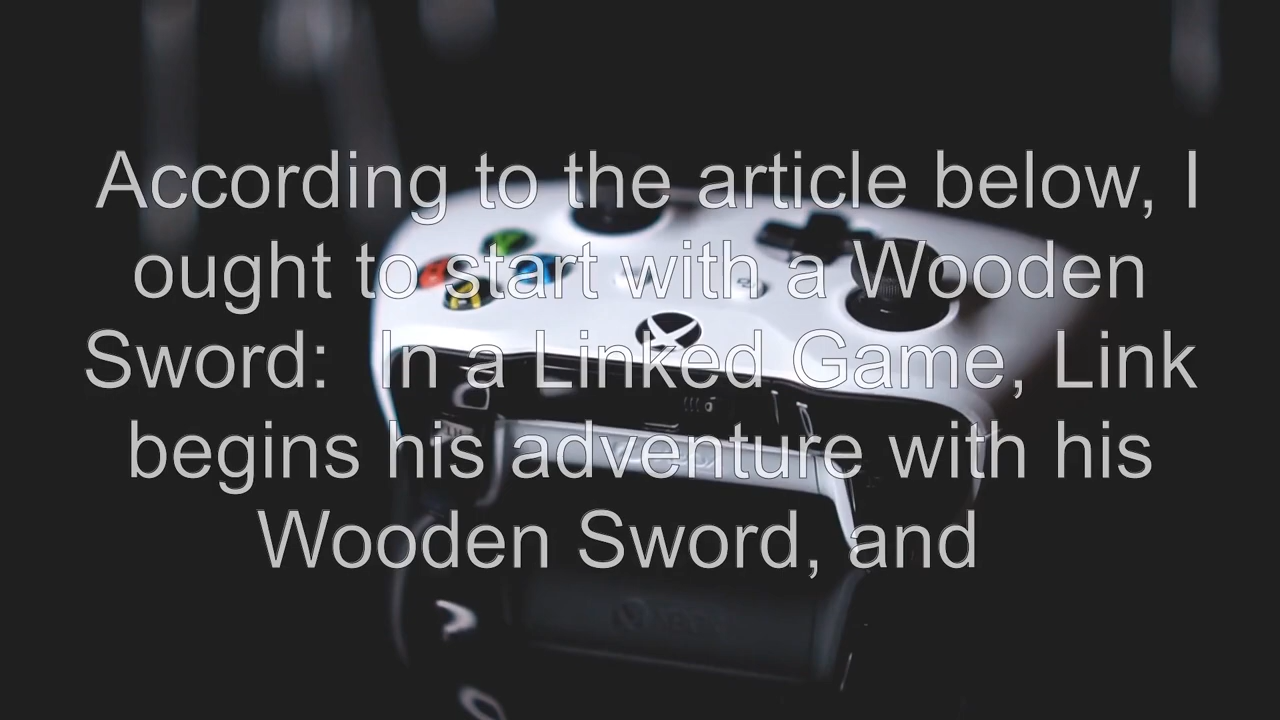 According to the article below, I
ought to start with a Wooden
Sword:  In a Linked Game, Link
begins his adventure with his
Wooden Sword, and